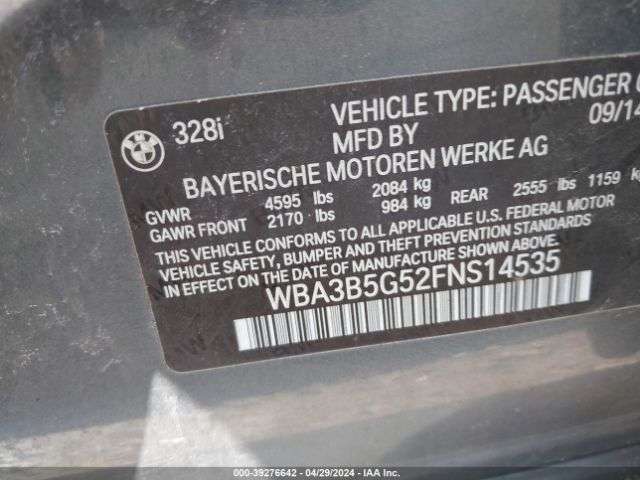 328i
VEHICLE TYPE: PASSENGER
MFD BY 09/14
BAYERISCHE MOTOREN WERKE AG
GVWR 4595 lbs 2084 kg
GAWR FRONT 2170 lbs 984 kg REAR 2555 lbs 1159
THIS VEHICLE CONFORMS TO ALL APPLICABLE U.S. FEDERAL MOTOR
VEHICLE SAFETY, BUMPER AND THEFT PREVENTION STANDARDS
IN EFFECT ON THE DATE OF MANUFACTURE SHOWN ABOVE.
WBA3B5G52FNS14535
000-39276642 / 04/29/2024 - IAA Inc.